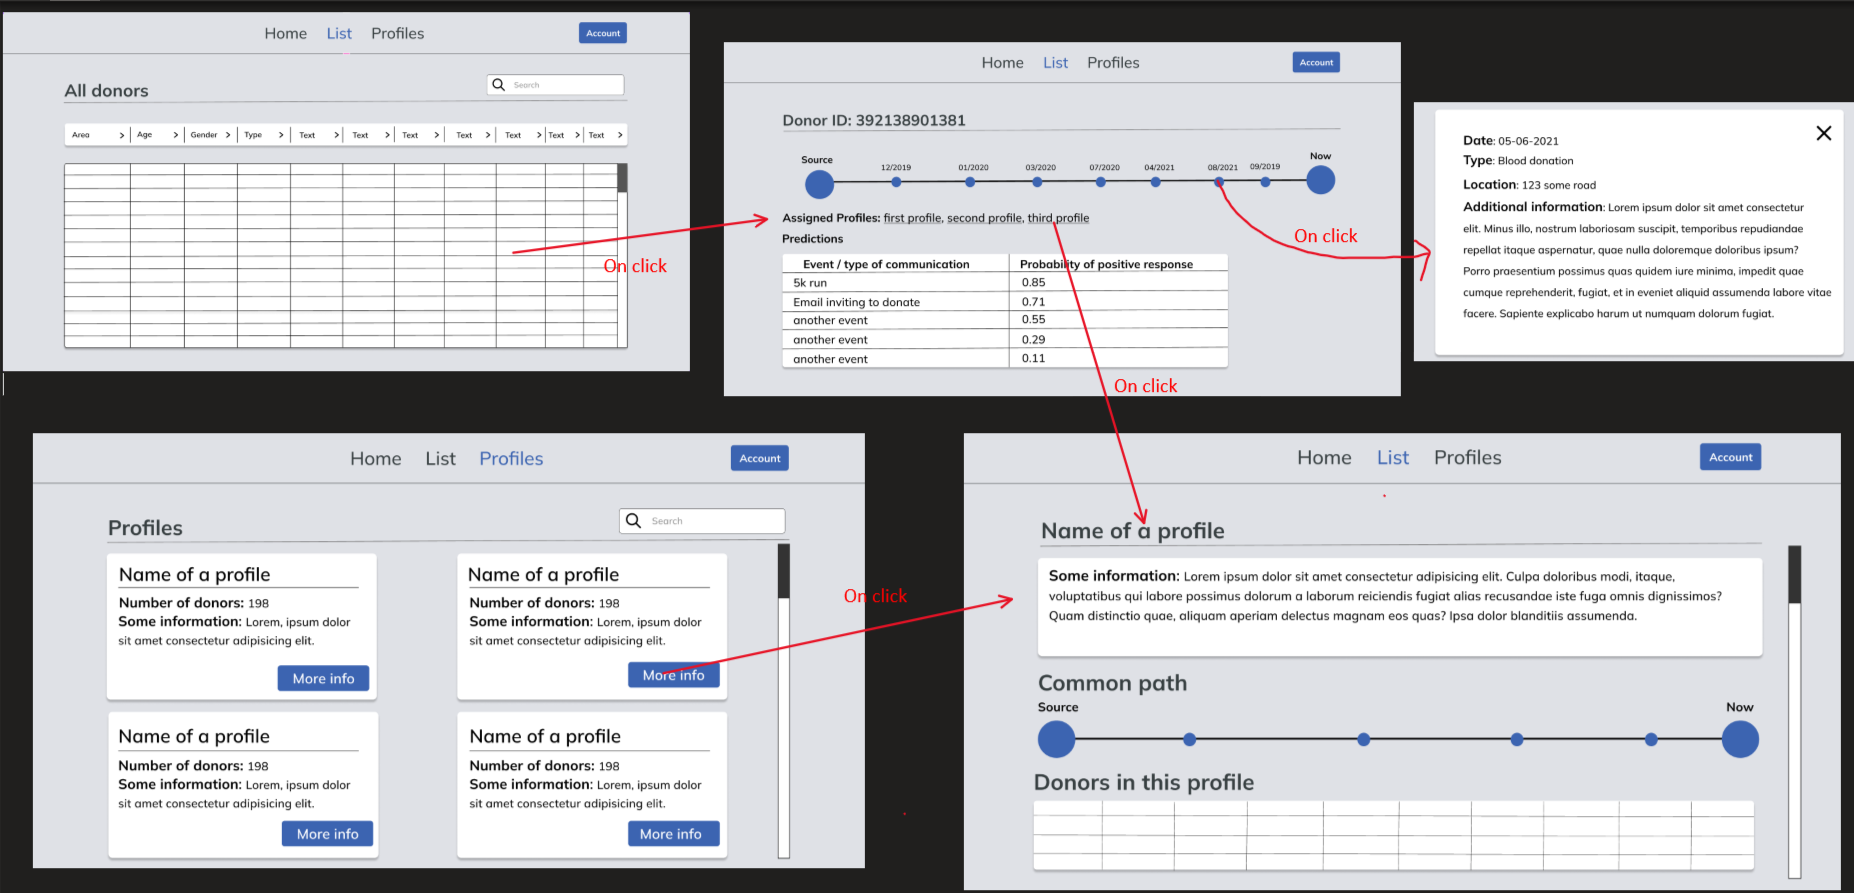 Home List Profiles
Account
All donors
Search
Area > Age > Gender > Type > Text > Text > Text > Text > Text > Text > Text >
On click
Home List Profiles
Account
Donor ID: 392138901381
Source
12/2019 01/2020 03/2020 07/2020 04/2021 08/2021 09/2019
Now
Assigned Profiles: first profile, second profile, third profile
Predictions
Event / type of communication Probability of positive response
5k run 0.85
Email inviting to donate 0.71
another event 0.55
another event 0.29
another event 0.11
On click
On click
Date: 05-06-2021
Type: Blood donation
Location: 123 some road
Additional information: Lorem ipsum dolor sit amet consectetur
elit. Minus illo, nostrum laboriosam suscipit, temporibus repudiandae
repellat itaque aspernatur, quae nulla doloremque doloribus ipsum?
Porro praesentium possimus quas quidem iure minima, impedit quae
cumque reprehenderit, fugiat, et in eveniet aliquid assumenda labore vitae
facere. Sapiente explicabo harum ut numquam dolorum fugiat.
Home List Profiles
Account
Profiles
Search
Name of a profile
Number of donors: 198
Some information: Lorem, ipsum dolor
sit amet consectetur adipisicing elit.
More info
Name of a profile
Number of donors: 198
Some information: Lorem, ipsum dolor
sit amet consectetur adipisicing elit.
More info
Name of a profile
Number of donors: 198
Some information: Lorem, ipsum dolor
sit amet consectetur adipisicing elit.
More info
Name of a profile
Number of donors: 198
Some information: Lorem, ipsum dolor
sit amet consectetur adipisicing elit.
More info
On click
Home List Profiles
Account
Name of a profile
Some information: Lorem ipsum dolor sit amet consectetur adipisicing elit. Culpa doloribus modi, itaque,
voluptatibus qui labore possimus dolorum a laborum reiciendis fugiat alias recusandae iste fuga omnis dignissimos?
Quam distinctio quae, aliquam aperiam delectus magnam eos quas? Ipsa dolor blanditiis assumenda.
Common path
Source
Now
Donors in this profile